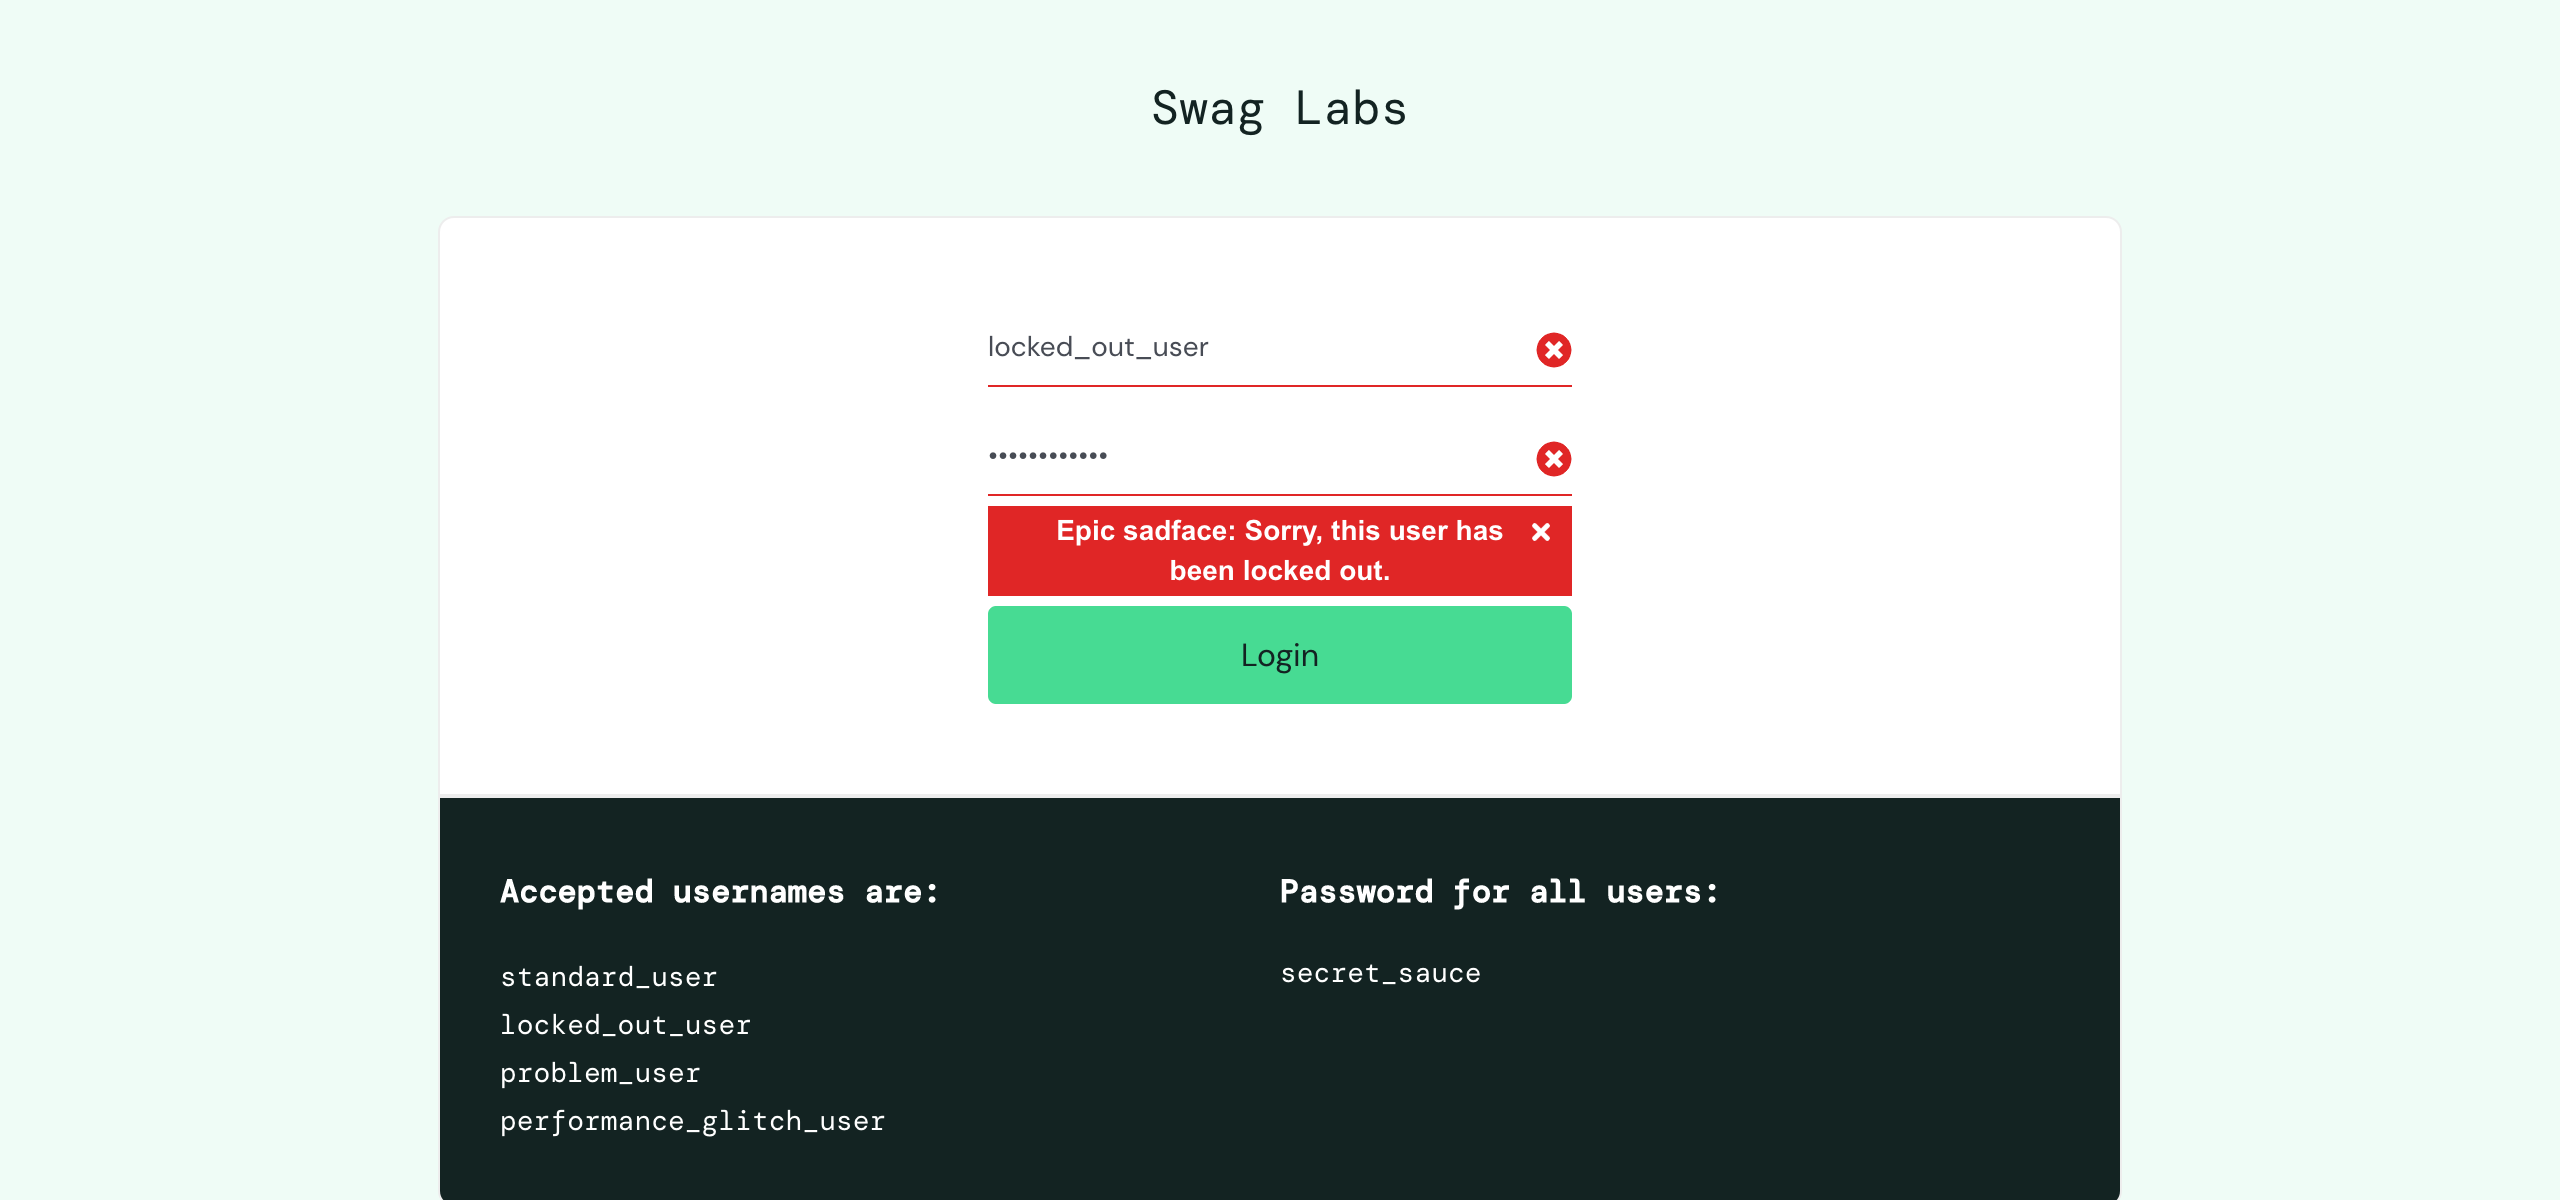 Swag Labs
locked_out_user
••••••••••••
Epic sadface: Sorry, this user has
been locked out.
Login
Accepted usernames are:
standard_user
locked_out_user
problem_user
performance_glitch_user
Password for all users:
secret_sauce